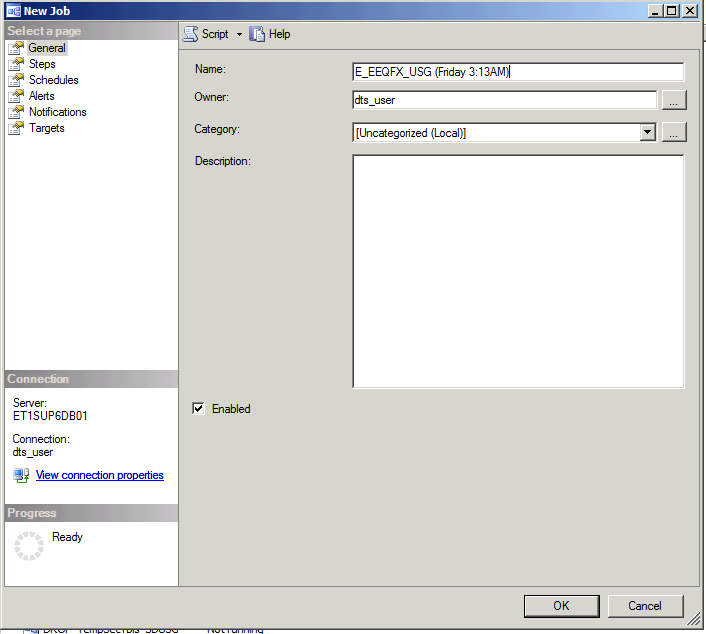 New Job
Select a page
General
Steps
Schedules
Alerts
Notifications
Targets
Script
Help
Name:
E_EEQFX_USG (Friday 3:13AM)
Owner:
dts_user
...
Category:
[Uncategorized (Local)]
...
Description:
Enabled
Connection
Server:
ET1SUP6DB01
Connection:
dts_user
View connection properties
Progress
Ready
OK
Cancel